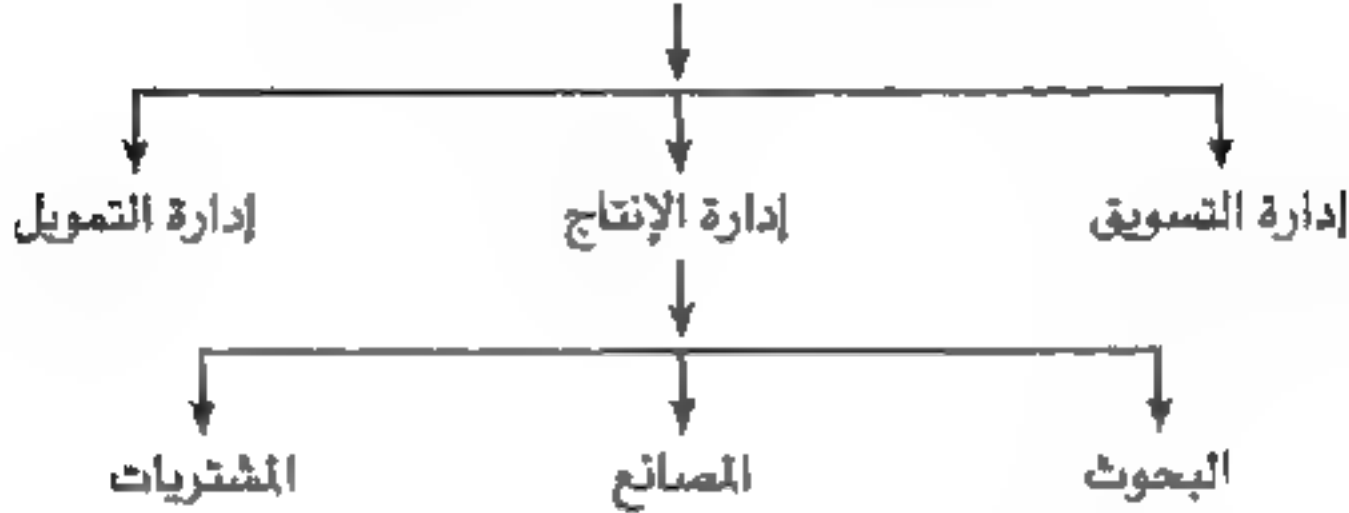 إدارة التسويق إدارة الإنتاج إدارة التمويل
البحوث المصانع المشتريات